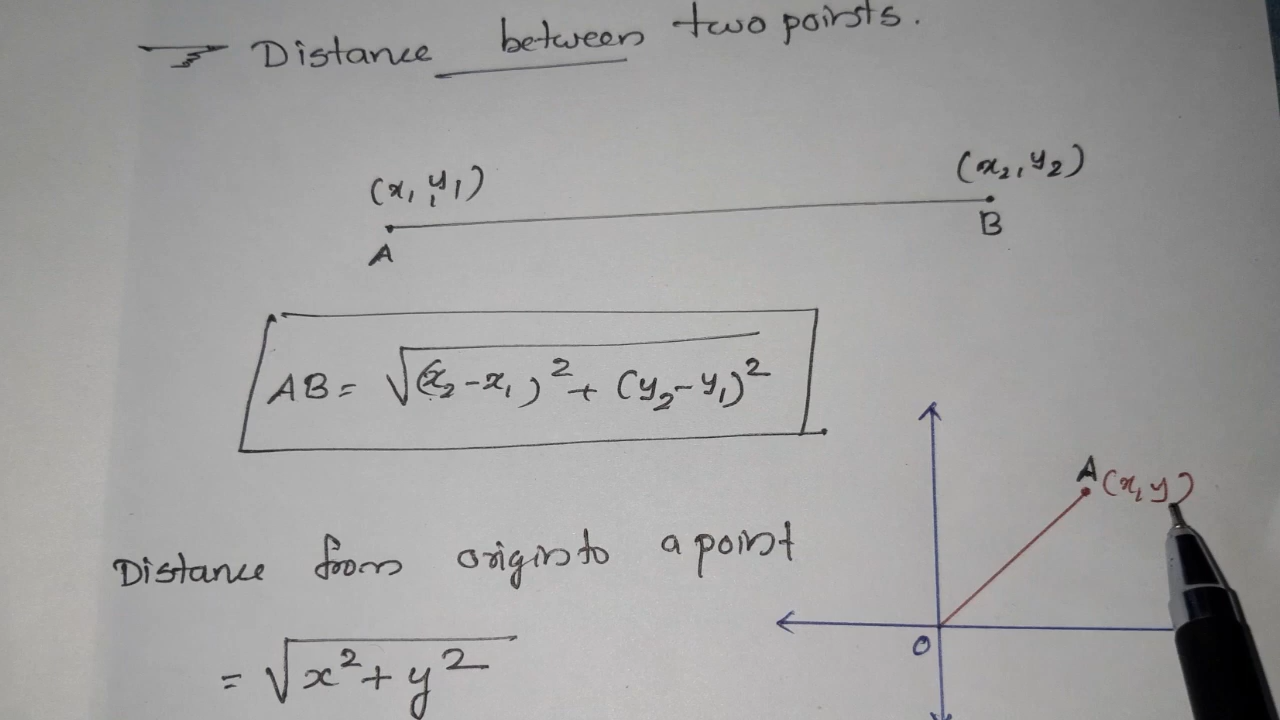 Distance between two points.
(x₁, y₁) (x₂, y₂)
A B
AB = √(x₂-x₁)² + (y₂-y₁)²
A (x, y)
Distance from origin to a point
O
= √x² + y²